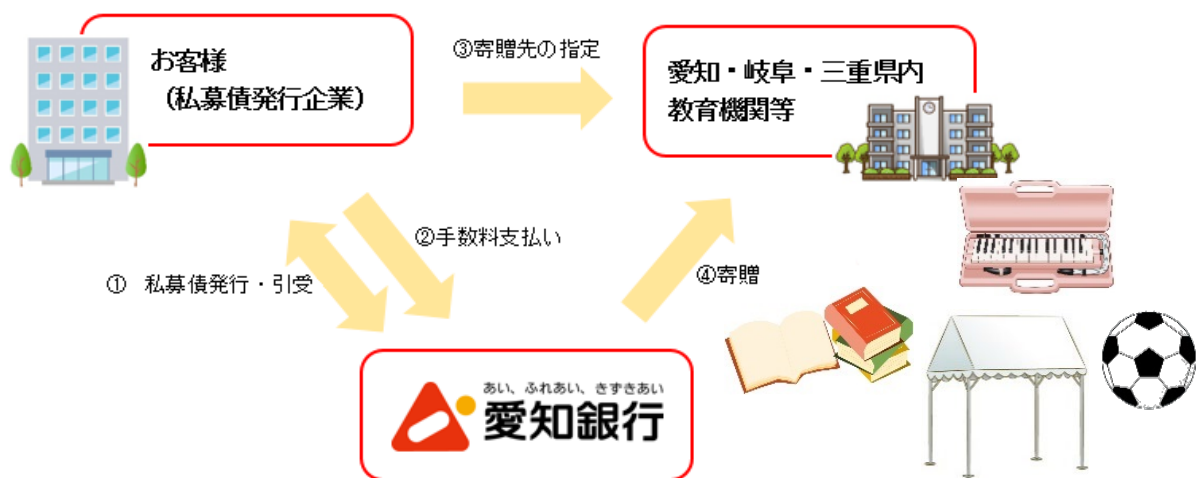 お客様
（私募債発行企業）
③寄贈先の指定
愛知・岐阜・三重県内
教育機関等
②手数料支払い
①　私募債発行・引受
④寄贈
あい、ふれあい、きずきあい
愛知銀行